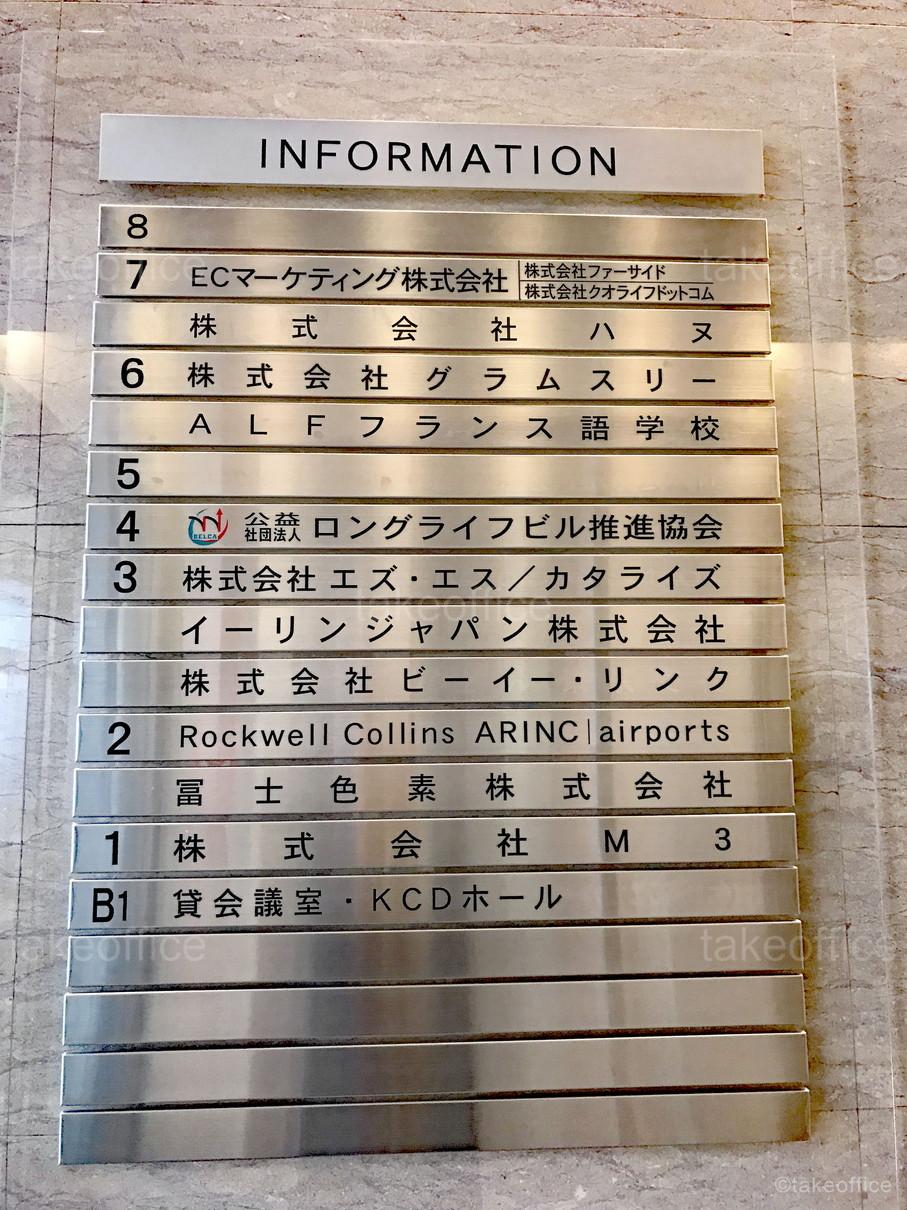 INFORMATION
8
7 ECマーケティング株式会社 株式会社ファーサイド
株式会社クオライフドットコム
株式会社ハヌ
6 株式会社グラムスリー
ALFフランス語学校
5
4 BELCA 公益社団法人 ロングライフビル推進協会
3 株式会社エズ・エス／カタライズ
イーリンジャパン株式会社
株式会社ビーイー・リンク
2 Rockwell Collins ARINC|airports
冨士色素株式会社
1 株式会社M3
B1 貸会議室・KCDホール
takeoffice
takeoffice
takeoffice
takeoffice
takeoffice
©takeoffice